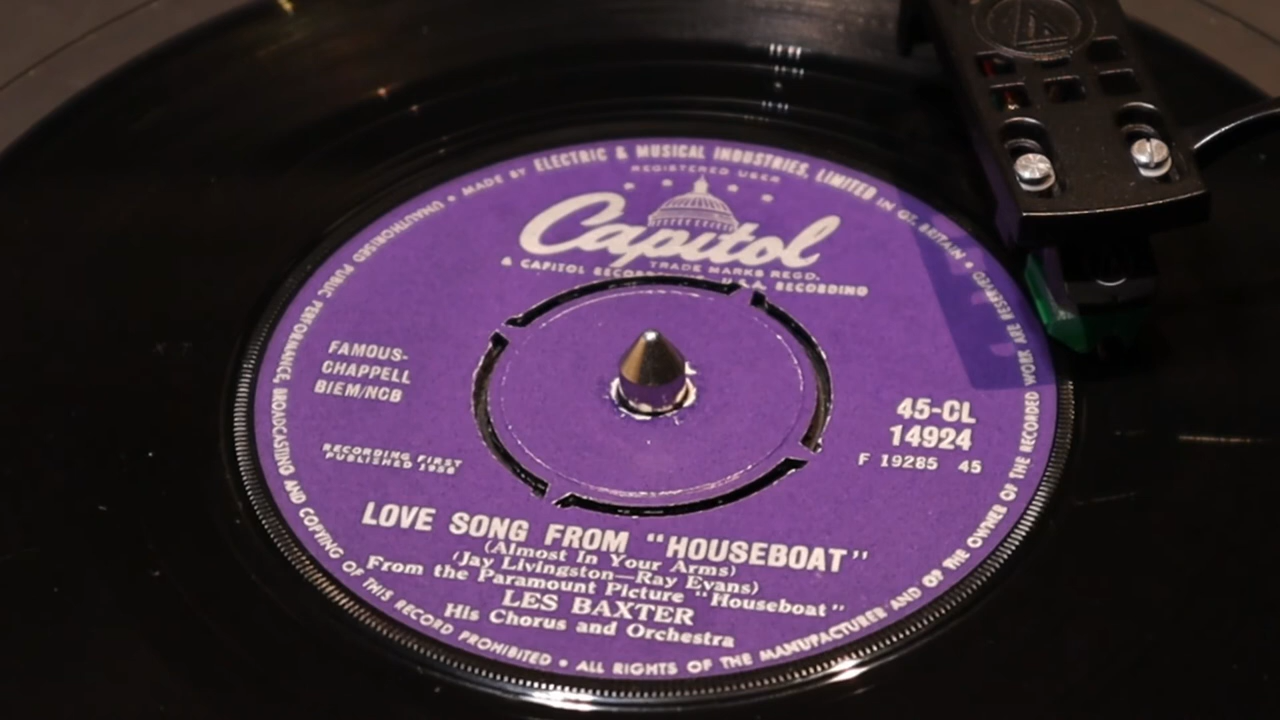 UNAUTHORISED PUBLIC PERFORMANCE, BROADCASTING AND COPYING OF THIS RECORD PROHIBITED • ALL RIGHTS OF THE MANUFACTURER AND OF THE OWNER OF THE RECORDED WORK ARE RESERVED •
MADE BY ELECTRIC & MUSICAL INDUSTRIES, LIMITED IN GT. BRITAIN •
REGISTERED USER
Capitol
TRADE MARKS REGD.
& CAPITOL U.S.A. RECORDING
FAMOUS-
CHAPPELL
BIEM/NCB
45-CL
14924
F 19285 45
RECORDING FIRST
PUBLISHED 1958
LOVE SONG FROM "HOUSEBOAT"
(Almost In Your Arms)
(Jay Livingston—Ray Evans)
From the Paramount Picture "Houseboat"
LES BAXTER
His Chorus and Orchestra